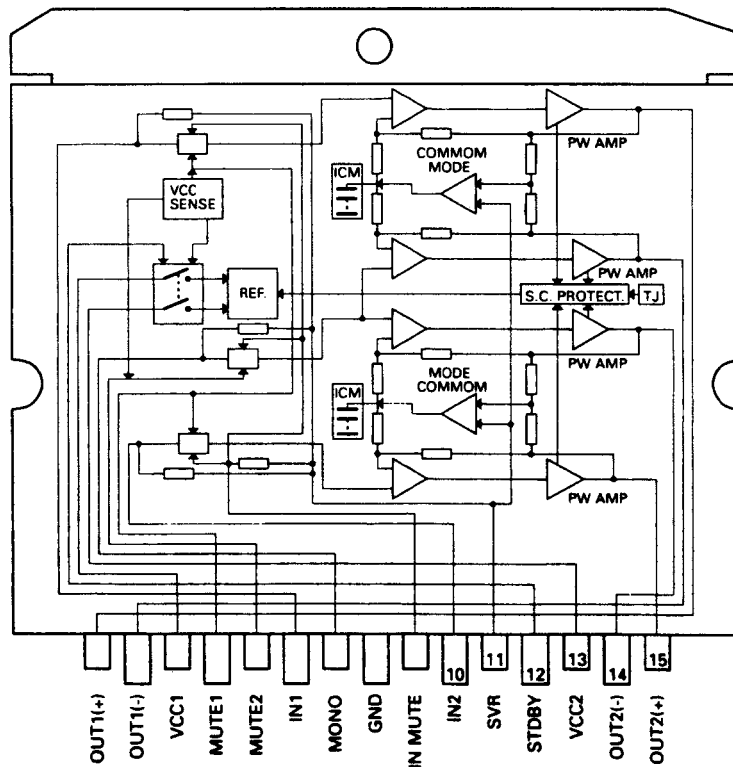 PW AMP
COMMOM
MODE
ICM
VCC
SENSE
PW AMP
REF.
S.C. PROTECT.
TJ
PW AMP
MODE
COMMOM
ICM
PW AMP
10
11
12
13
14
15
OUT1(+)
OUT1(-)
VCC1
MUTE1
MUTE2
IN1
MONO
GND
IN MUTE
IN2
SVR
STDBY
VCC2
OUT2(-)
OUT2(+)